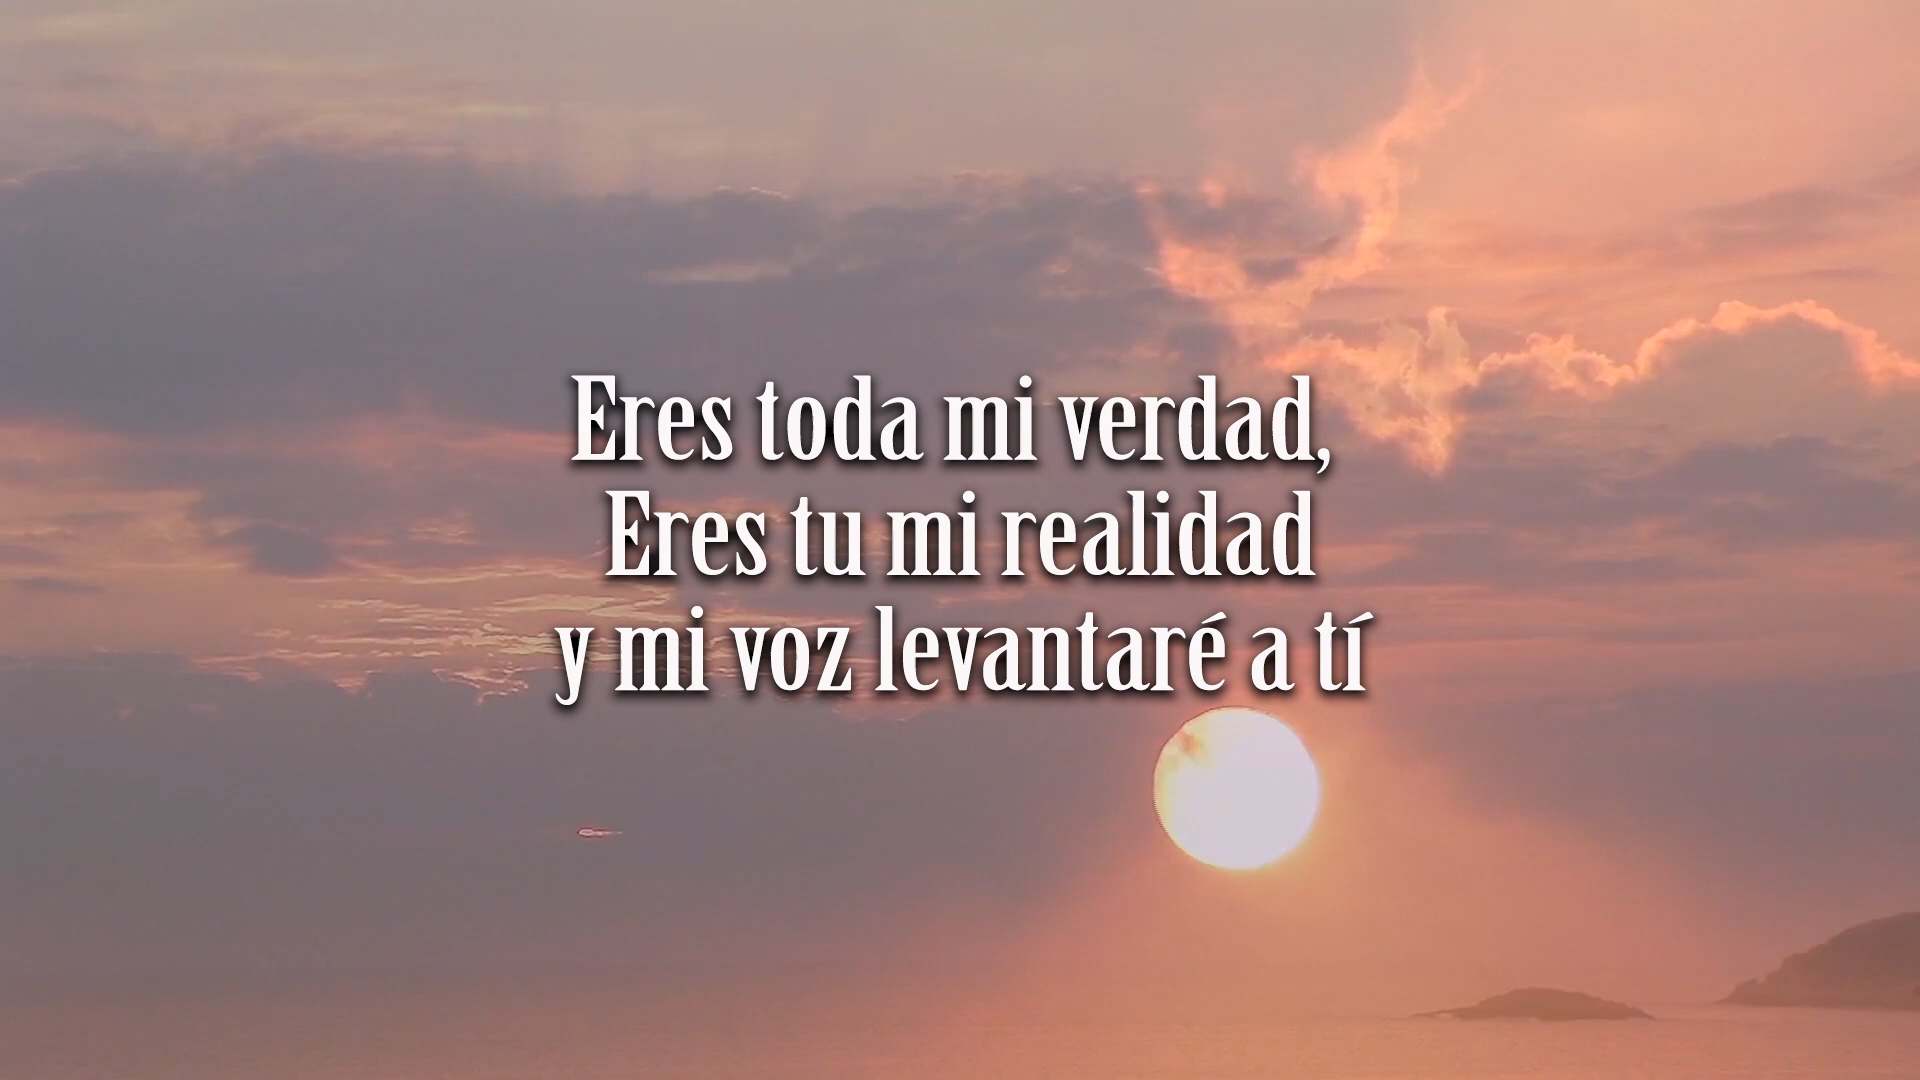 Eres toda mi verdad,
Eres tu mi realidad
y mi voz levantaré a tí